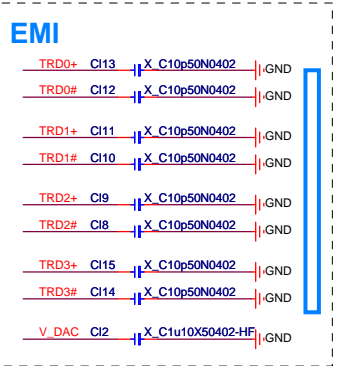 EMI
TRD0+ CI13 X_C10p50N0402 GND
TRD0# CI12 X_C10p50N0402 GND
TRD1+ CI11 X_C10p50N0402 GND
TRD1# CI10 X_C10p50N0402 GND
TRD2+ CI9 X_C10p50N0402 GND
TRD2# CI8 X_C10p50N0402 GND
TRD3+ CI15 X_C10p50N0402 GND
TRD3# CI14 X_C10p50N0402 GND
V_DAC CI2 X_C1u10X50402-HF GND